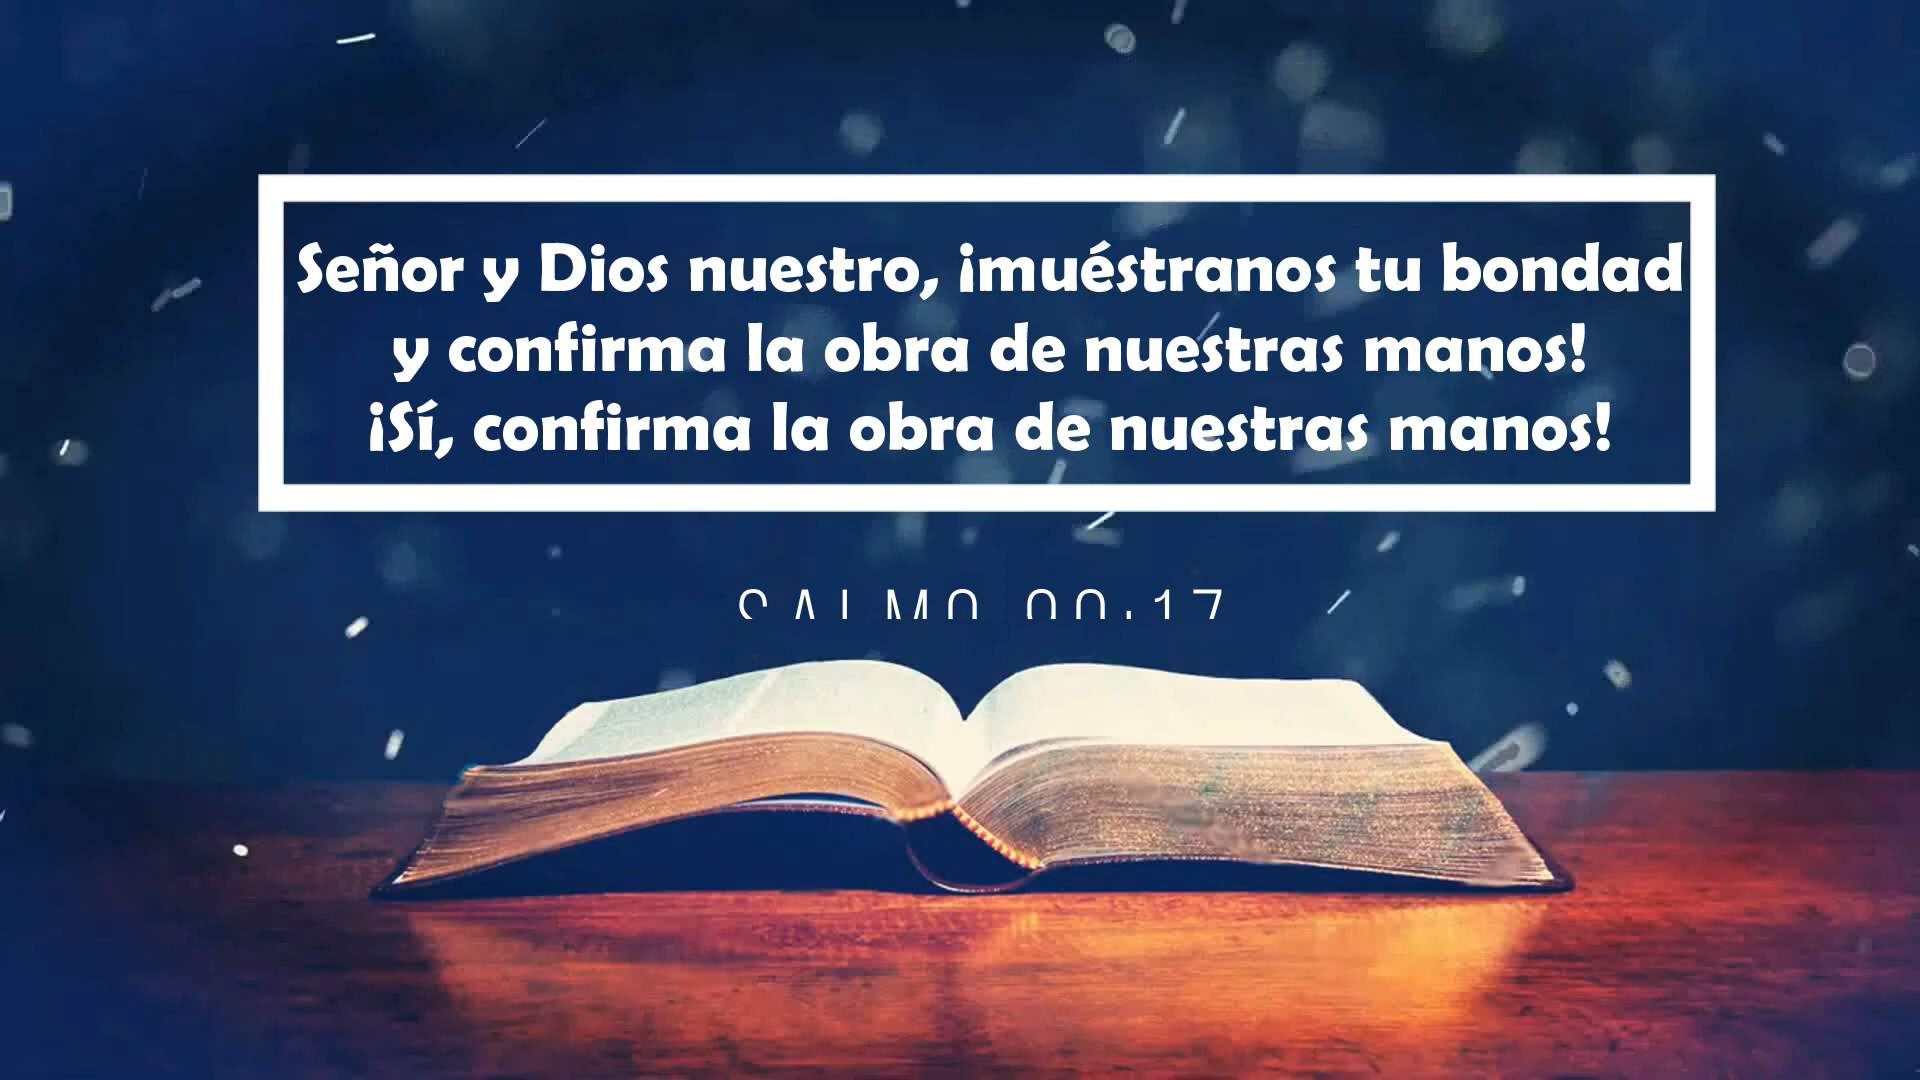 Señor y Dios nuestro, ¡muéstranos tu bondad
y confirma la obra de nuestras manos!
¡Sí, confirma la obra de nuestras manos!
SALMO